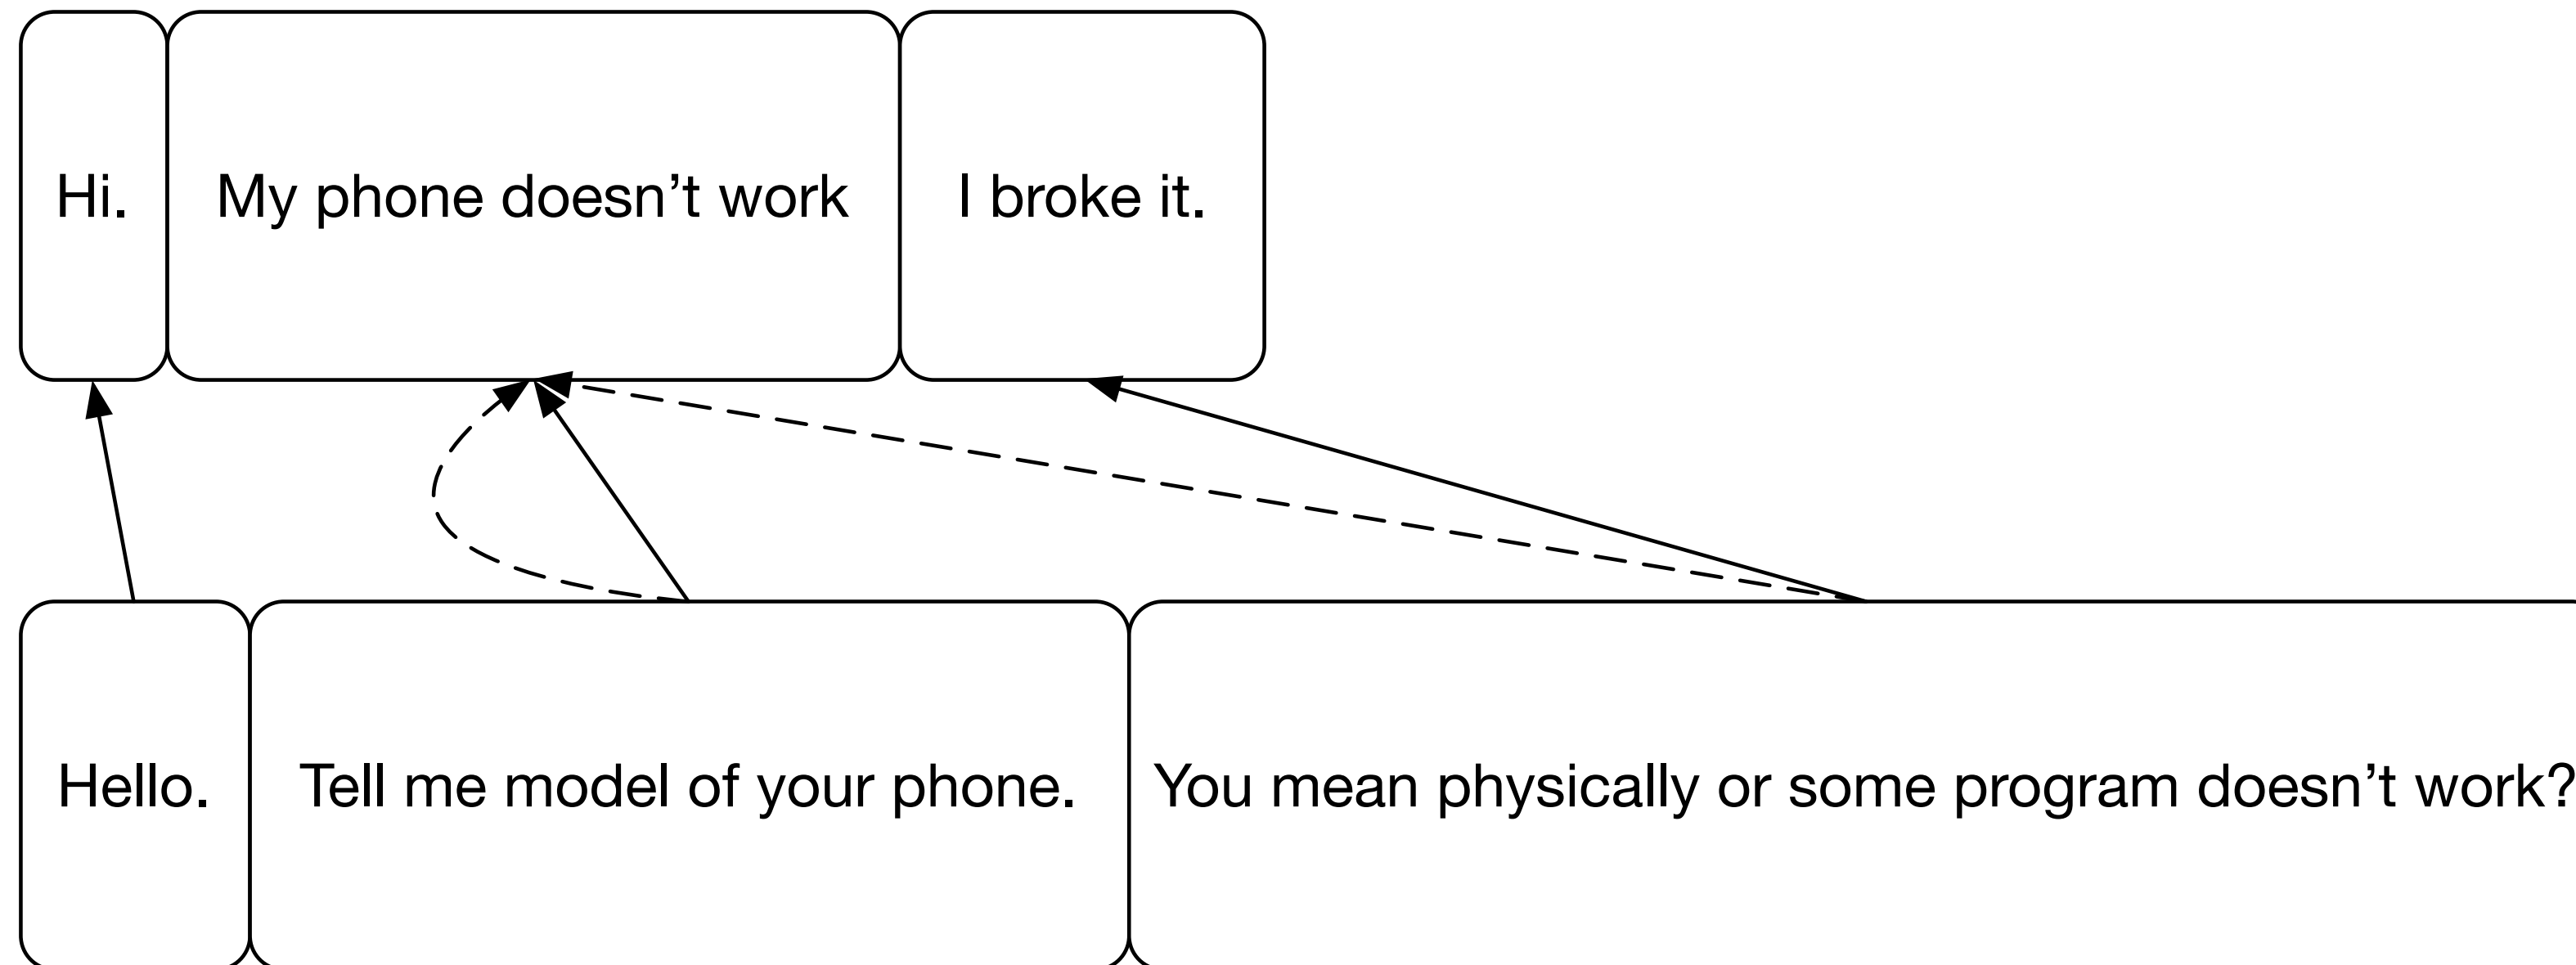 Hi.
My phone doesn’t work
I broke it.
Hello.
Tell me model of your phone.
You mean physically or some program doesn’t work?